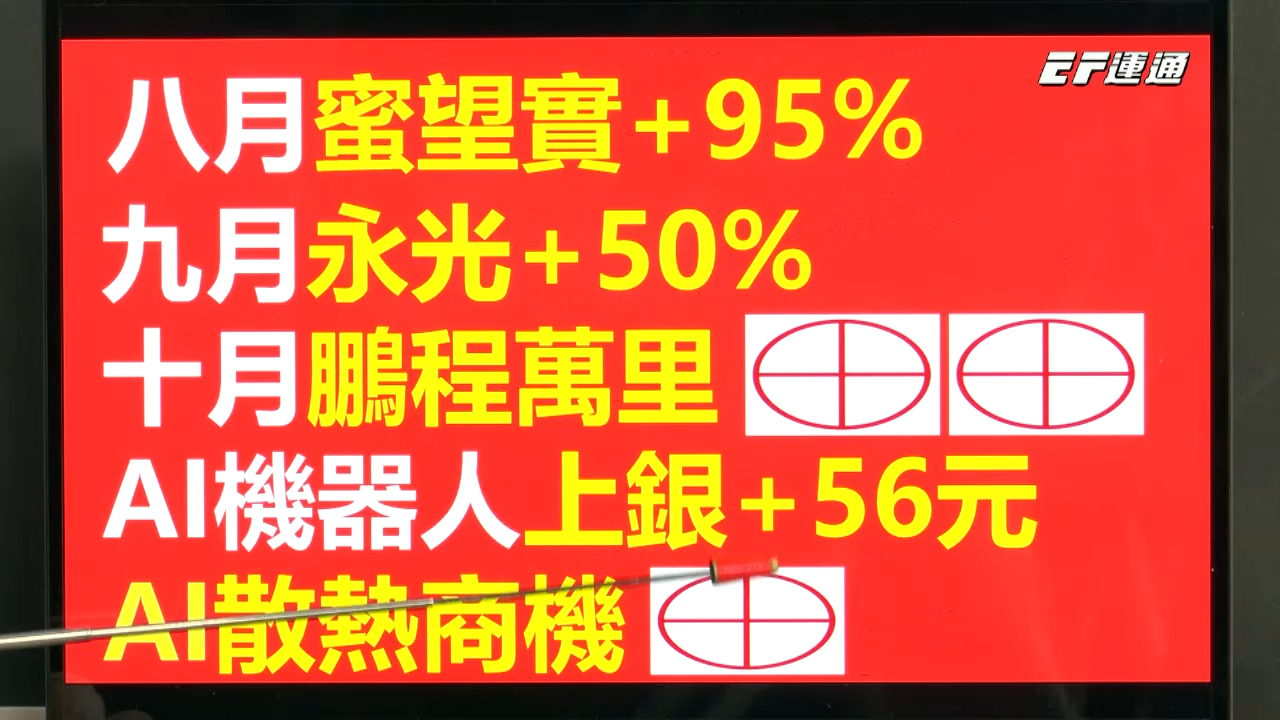 EF運通
八月蜜望實+95%
九月永光+50%
十月鵬程萬里
AI機器人上銀+56元
AI散熱商機